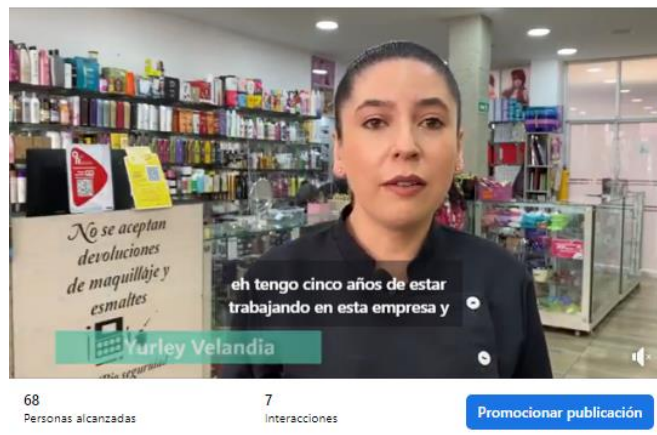 No se aceptan
devoluciones
de maquillaje y
esmaltes
eh tengo cinco años de estar
trabajando en esta empresa y
Yurley Velandia
68
Personas alcanzadas
7
Interacciones
Promocionar publicación